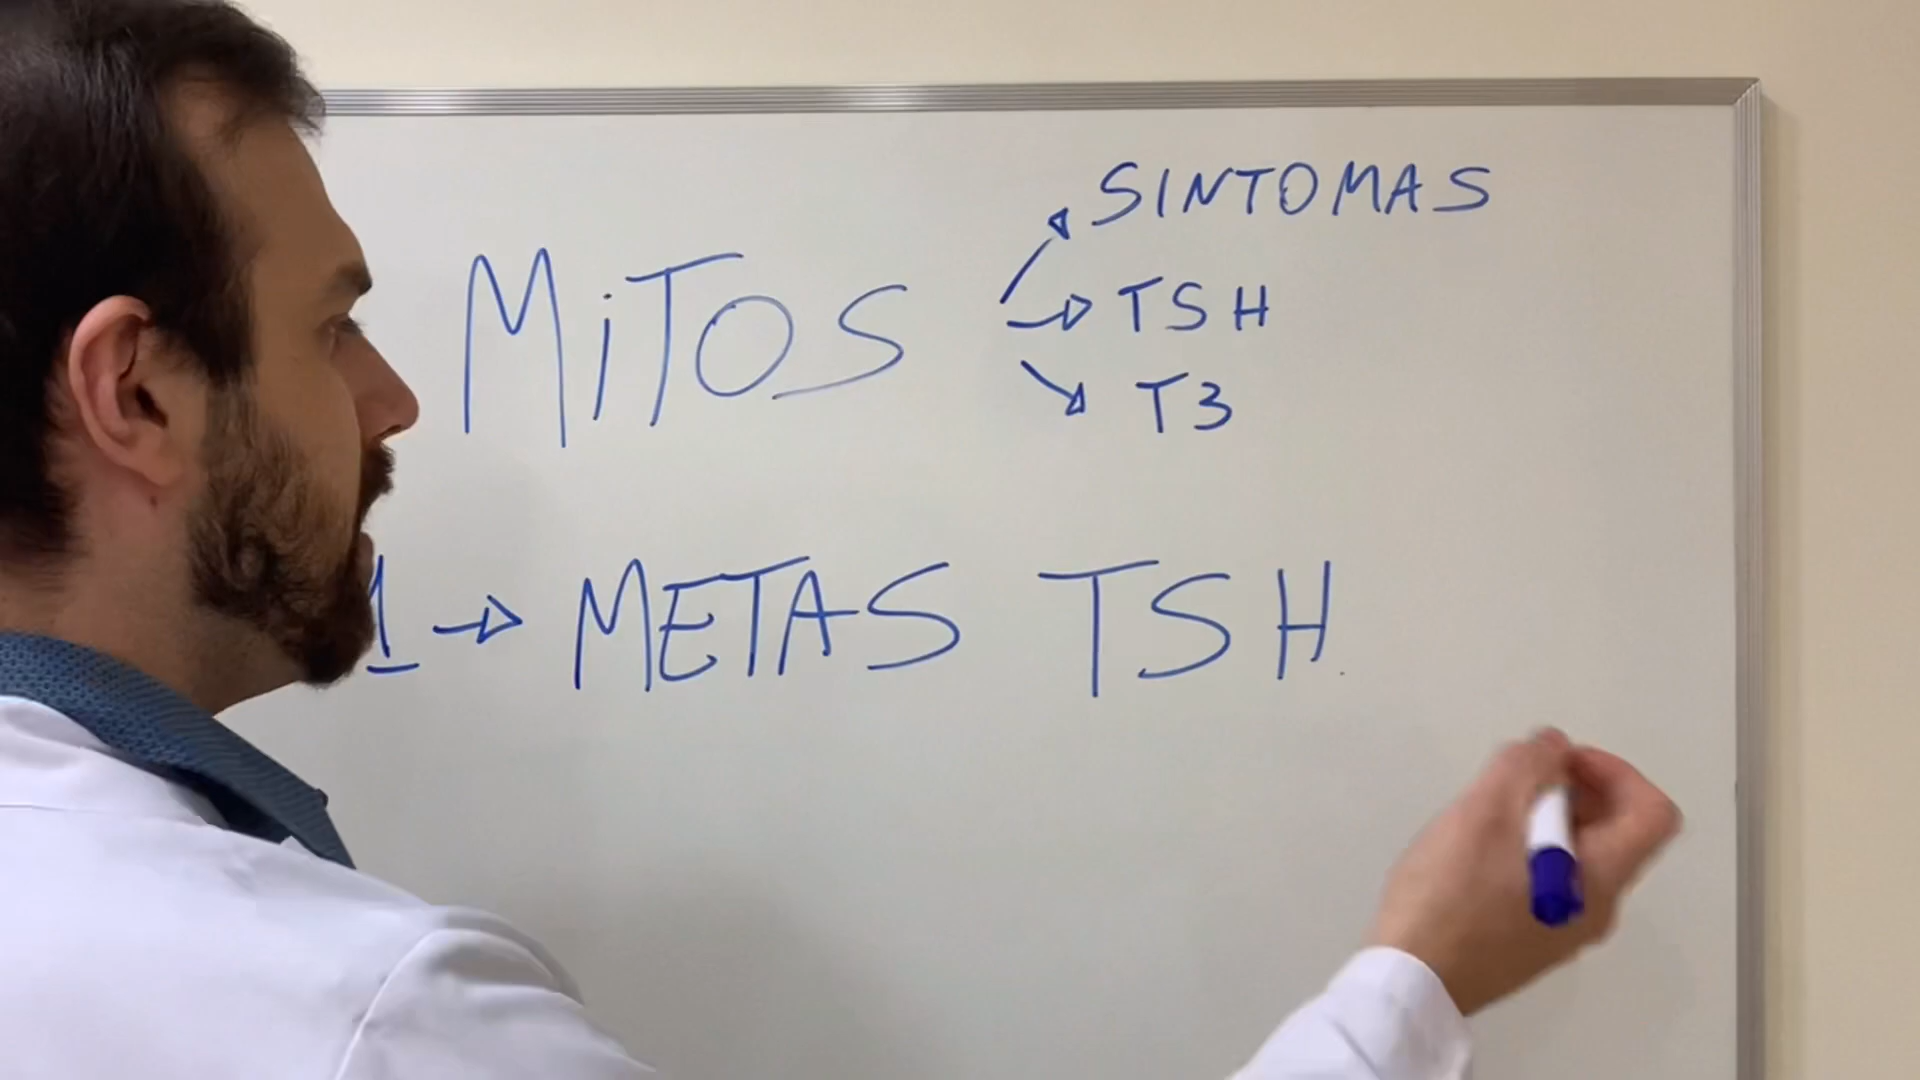 MiTOS
SINTOMAS
TSH
T3
1 → METAS TSH